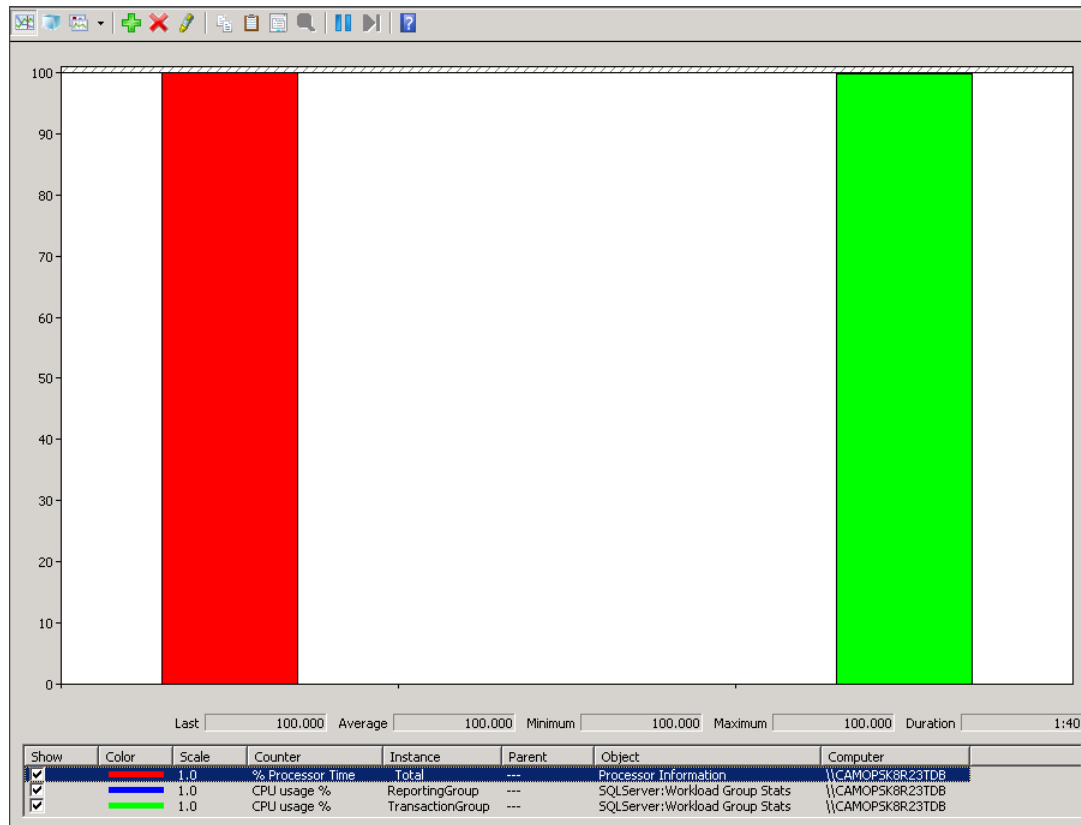 100
90
80
70
60
50
40
30
20
10
0
Last 100.000 Average 100.000 Minimum 100.000 Maximum 100.000 Duration 1:40
Show Color Scale Counter Instance Parent Object Computer
1.0 % Processor Time _Total --- Processor Information \\CAMOPSK8R23TDB
1.0 CPU usage % ReportingGroup --- SQLServer:Workload Group Stats \\CAMOPSK8R23TDB
1.0 CPU usage % TransactionGroup --- SQLServer:Workload Group Stats \\CAMOPSK8R23TDB